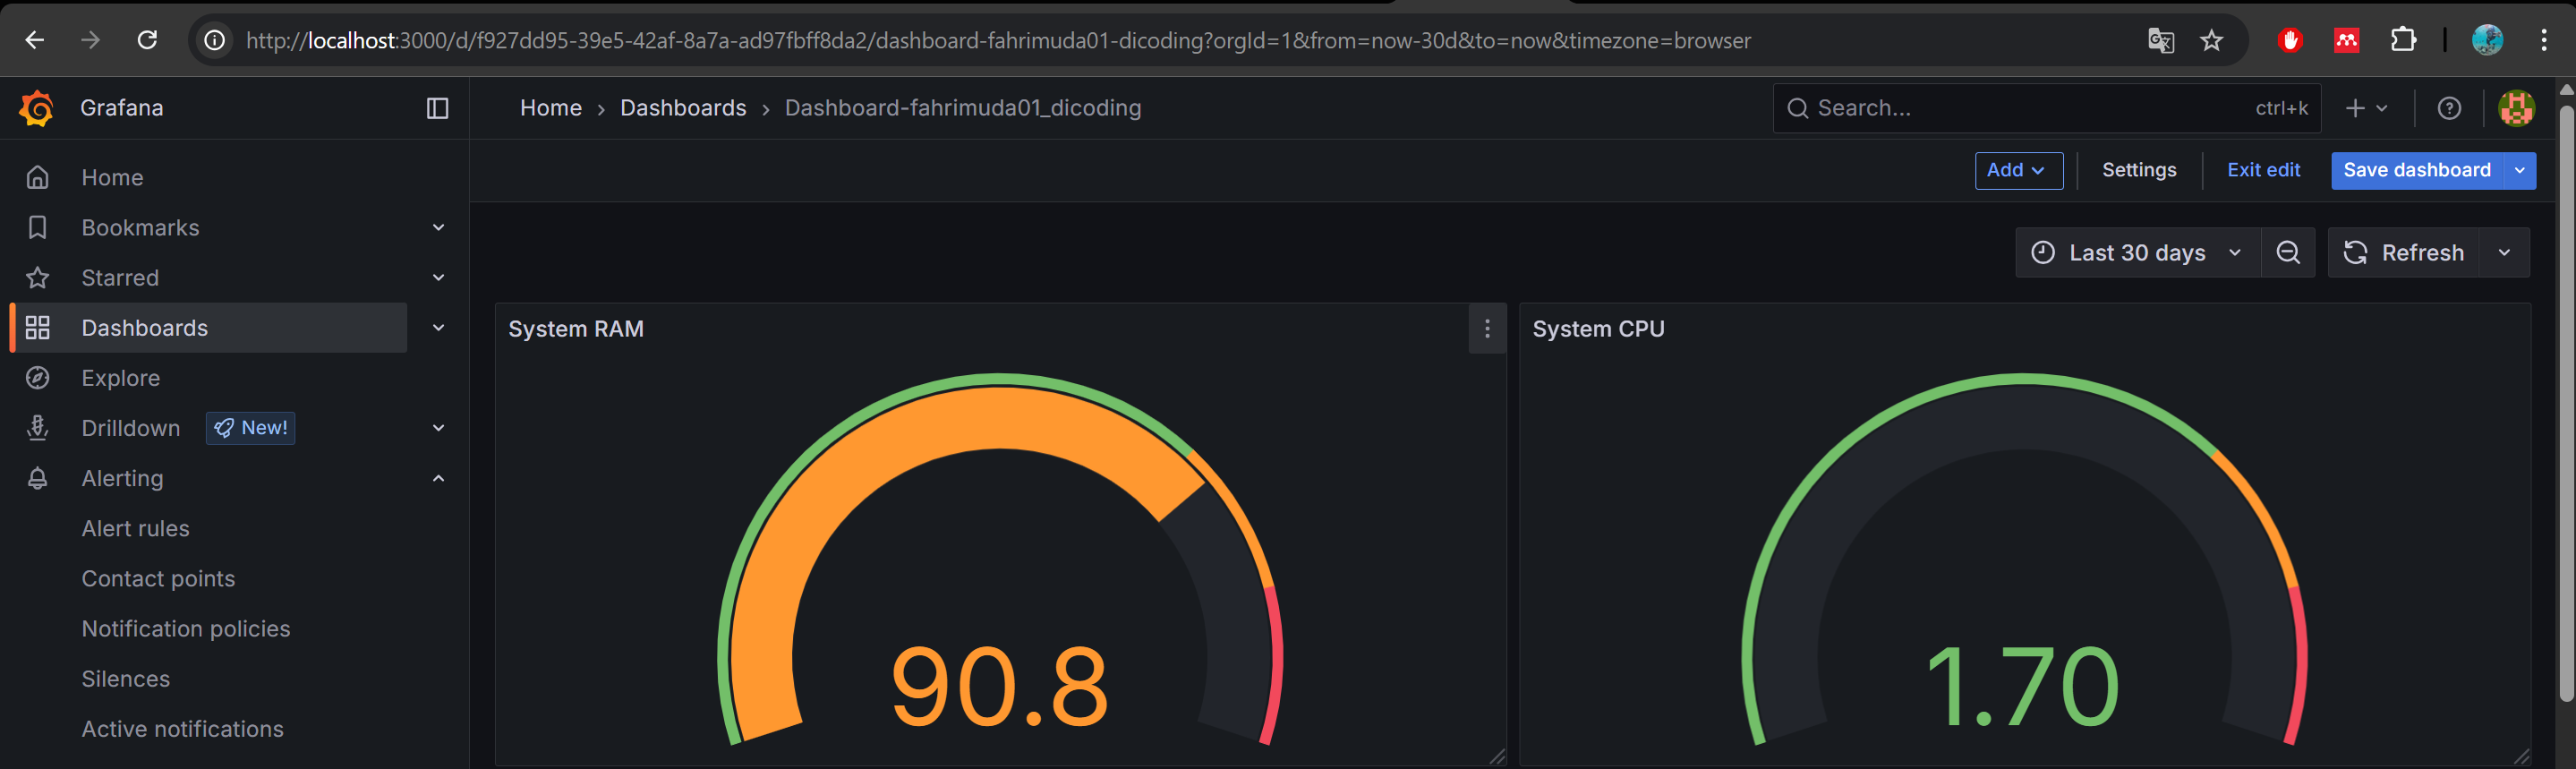 http://localhost:3000/d/f927dd95-39e5-42af-8a7a-ad97fbff8da2/dashboard-fahrimuda01-dicoding?orgId=1&from=now-30d&to=now&timezone=browser
Grafana
Home › Dashboards › Dashboard-fahrimuda01_dicoding
Search...
ctrl+k
Add
Settings
Exit edit
Save dashboard
Home
Bookmarks
Starred
Dashboards
Explore
Drilldown New!
Alerting
Alert rules
Contact points
Notification policies
Silences
Active notifications
Last 30 days
Refresh
System RAM
90.8
System CPU
1.70